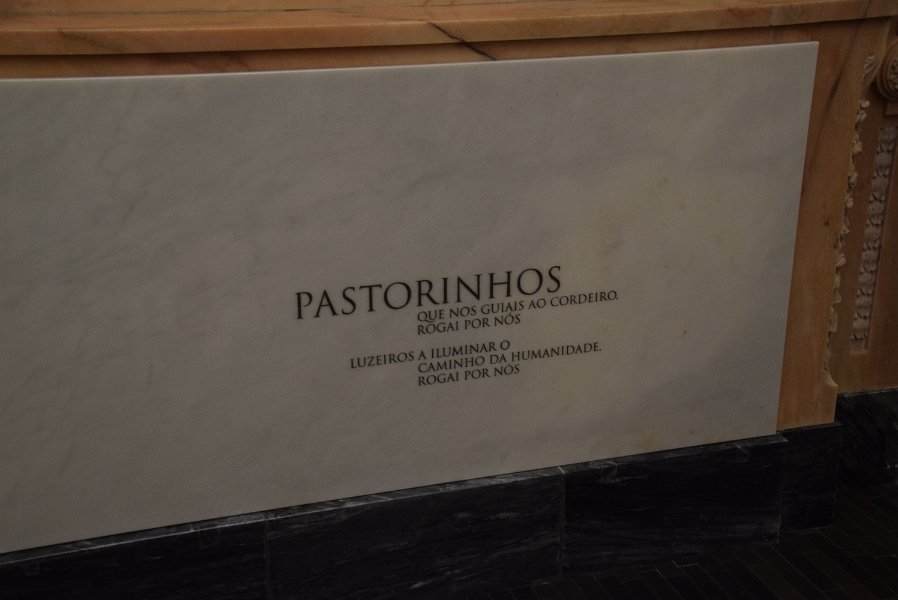 PASTORINHOS
QUE NOS GUIAIS AO CORDEIRO,
ROGAI POR NÓS
LUZEIROS A ILUMINAR O
CAMINHO DA HUMANIDADE,
ROGAI POR NÓS